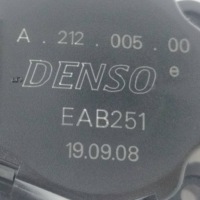 A . 212 . 005 . 00
DENSO
EAB251
19.09.08